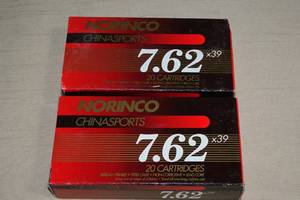 NORINCO
CHINASPORTS
7.62 x39
20 CARTRIDGES
NORINCO
CHINASPORTS
7.62 x39
20 CARTRIDGES
7.62